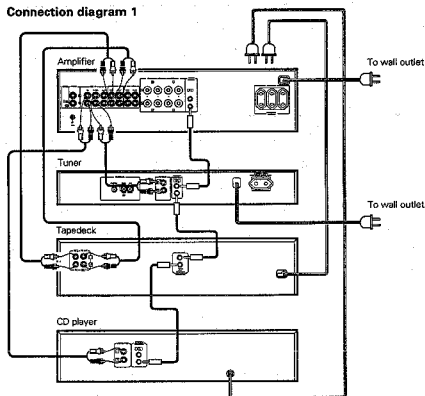 Connection diagram 1
Amplifier
To wall outlet
Tuner
To wall outlet
Tapedeck
CD player